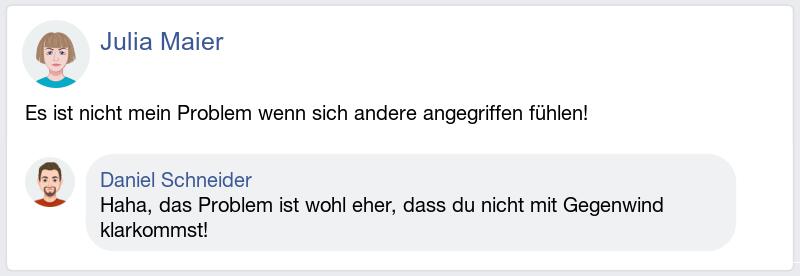 Julia Maier
Es ist nicht mein Problem wenn sich andere angegriffen fühlen!
Daniel Schneider
Haha, das Problem ist wohl eher, dass du nicht mit Gegenwind
klarkommst!